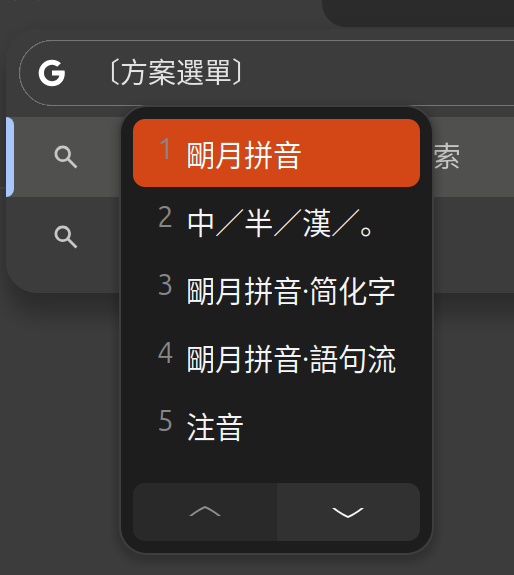 〔方案選單〕
1 朙月拼音
索
2 中／半／漢／。
3 朙月拼音·简化字
4 朙月拼音·語句流
5 注音